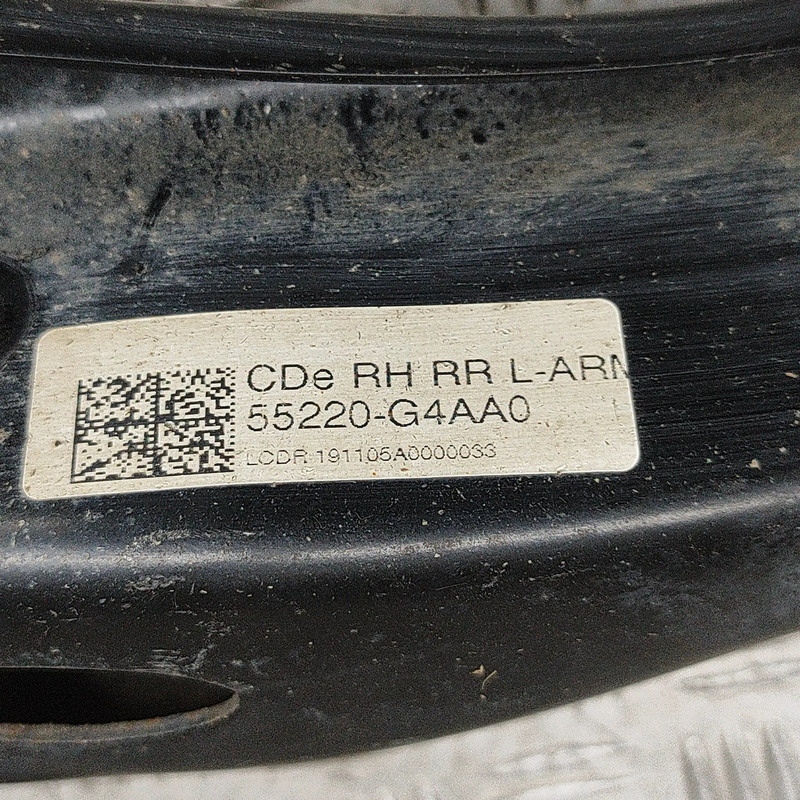 CDe RH RR L-ARM
55220-G4AA0
LCDR 191105A0000033